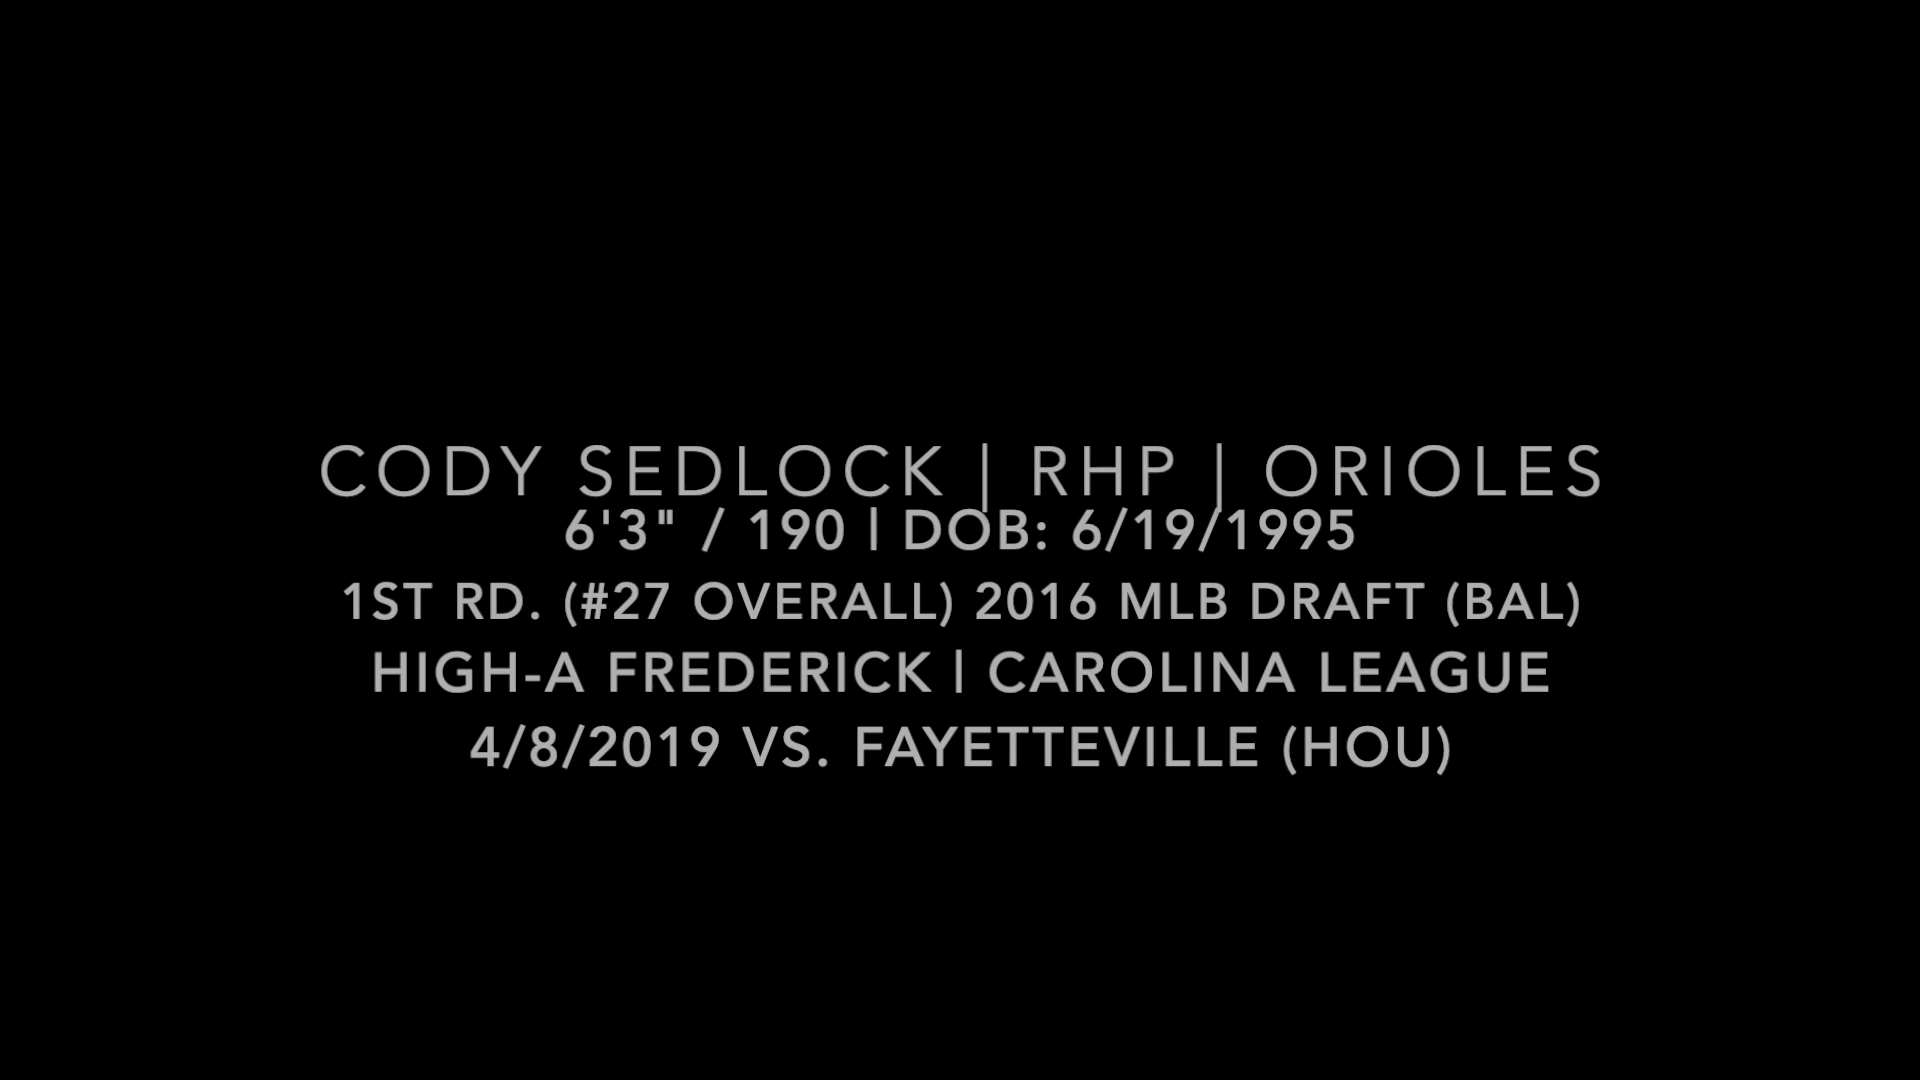 CODY SEDLOCK | RHP | ORIOLES
6'3" / 190 | DOB: 6/19/1995
1ST RD. (#27 OVERALL) 2016 MLB DRAFT (BAL)
HIGH-A FREDERICK | CAROLINA LEAGUE
4/8/2019 VS. FAYETTEVILLE (HOU)